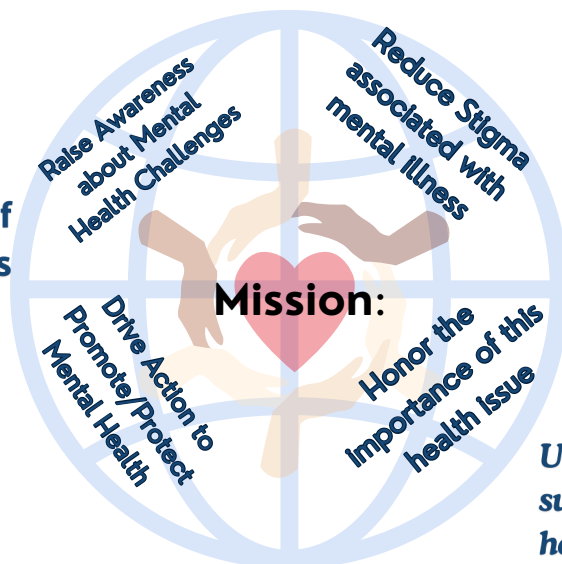 Raise Awareness
about Mental
Health Challenges
Reduce Stigma
associated with
mental illness
Mission:
Drive Action to
Promote/Protect
Mental Health
Honor the
importance of this
health issue